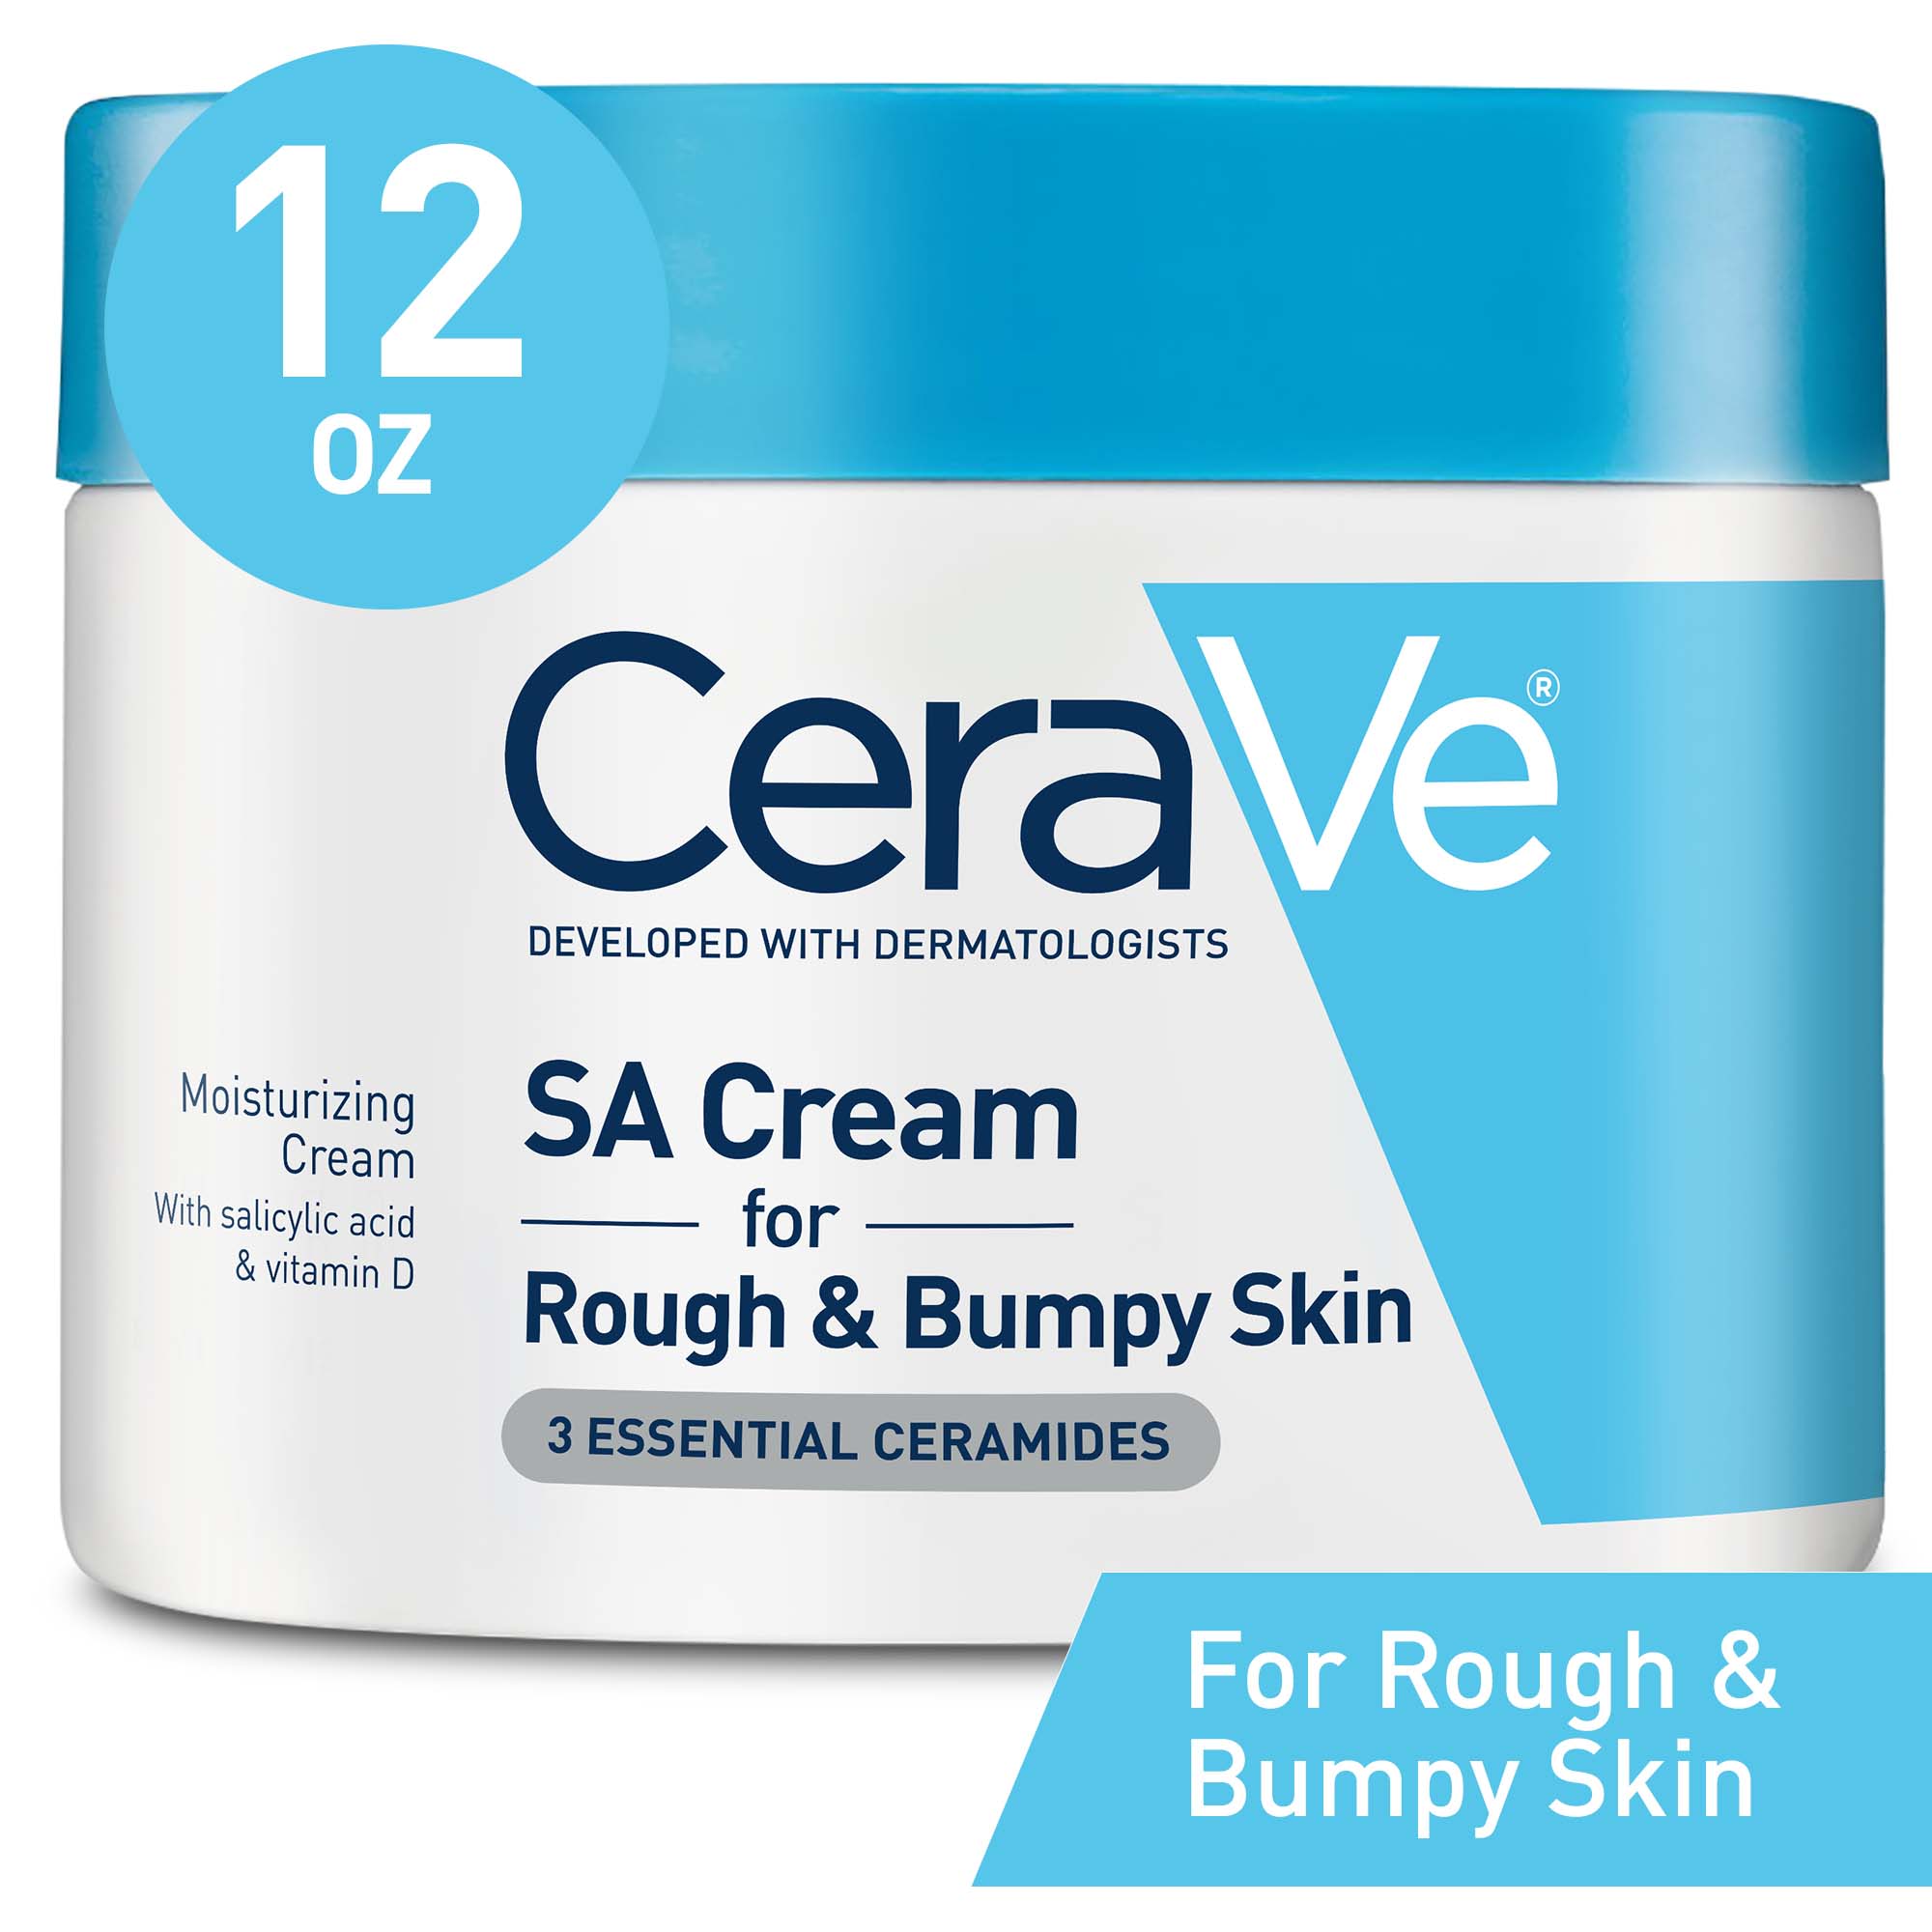 12
OZ
CeraVe®
DEVELOPED WITH DERMATOLOGISTS
Moisturizing
Cream
With salicylic acid
& vitamin D
SA Cream
for
Rough & Bumpy Skin
3 ESSENTIAL CERAMIDES
For Rough &
Bumpy Skin